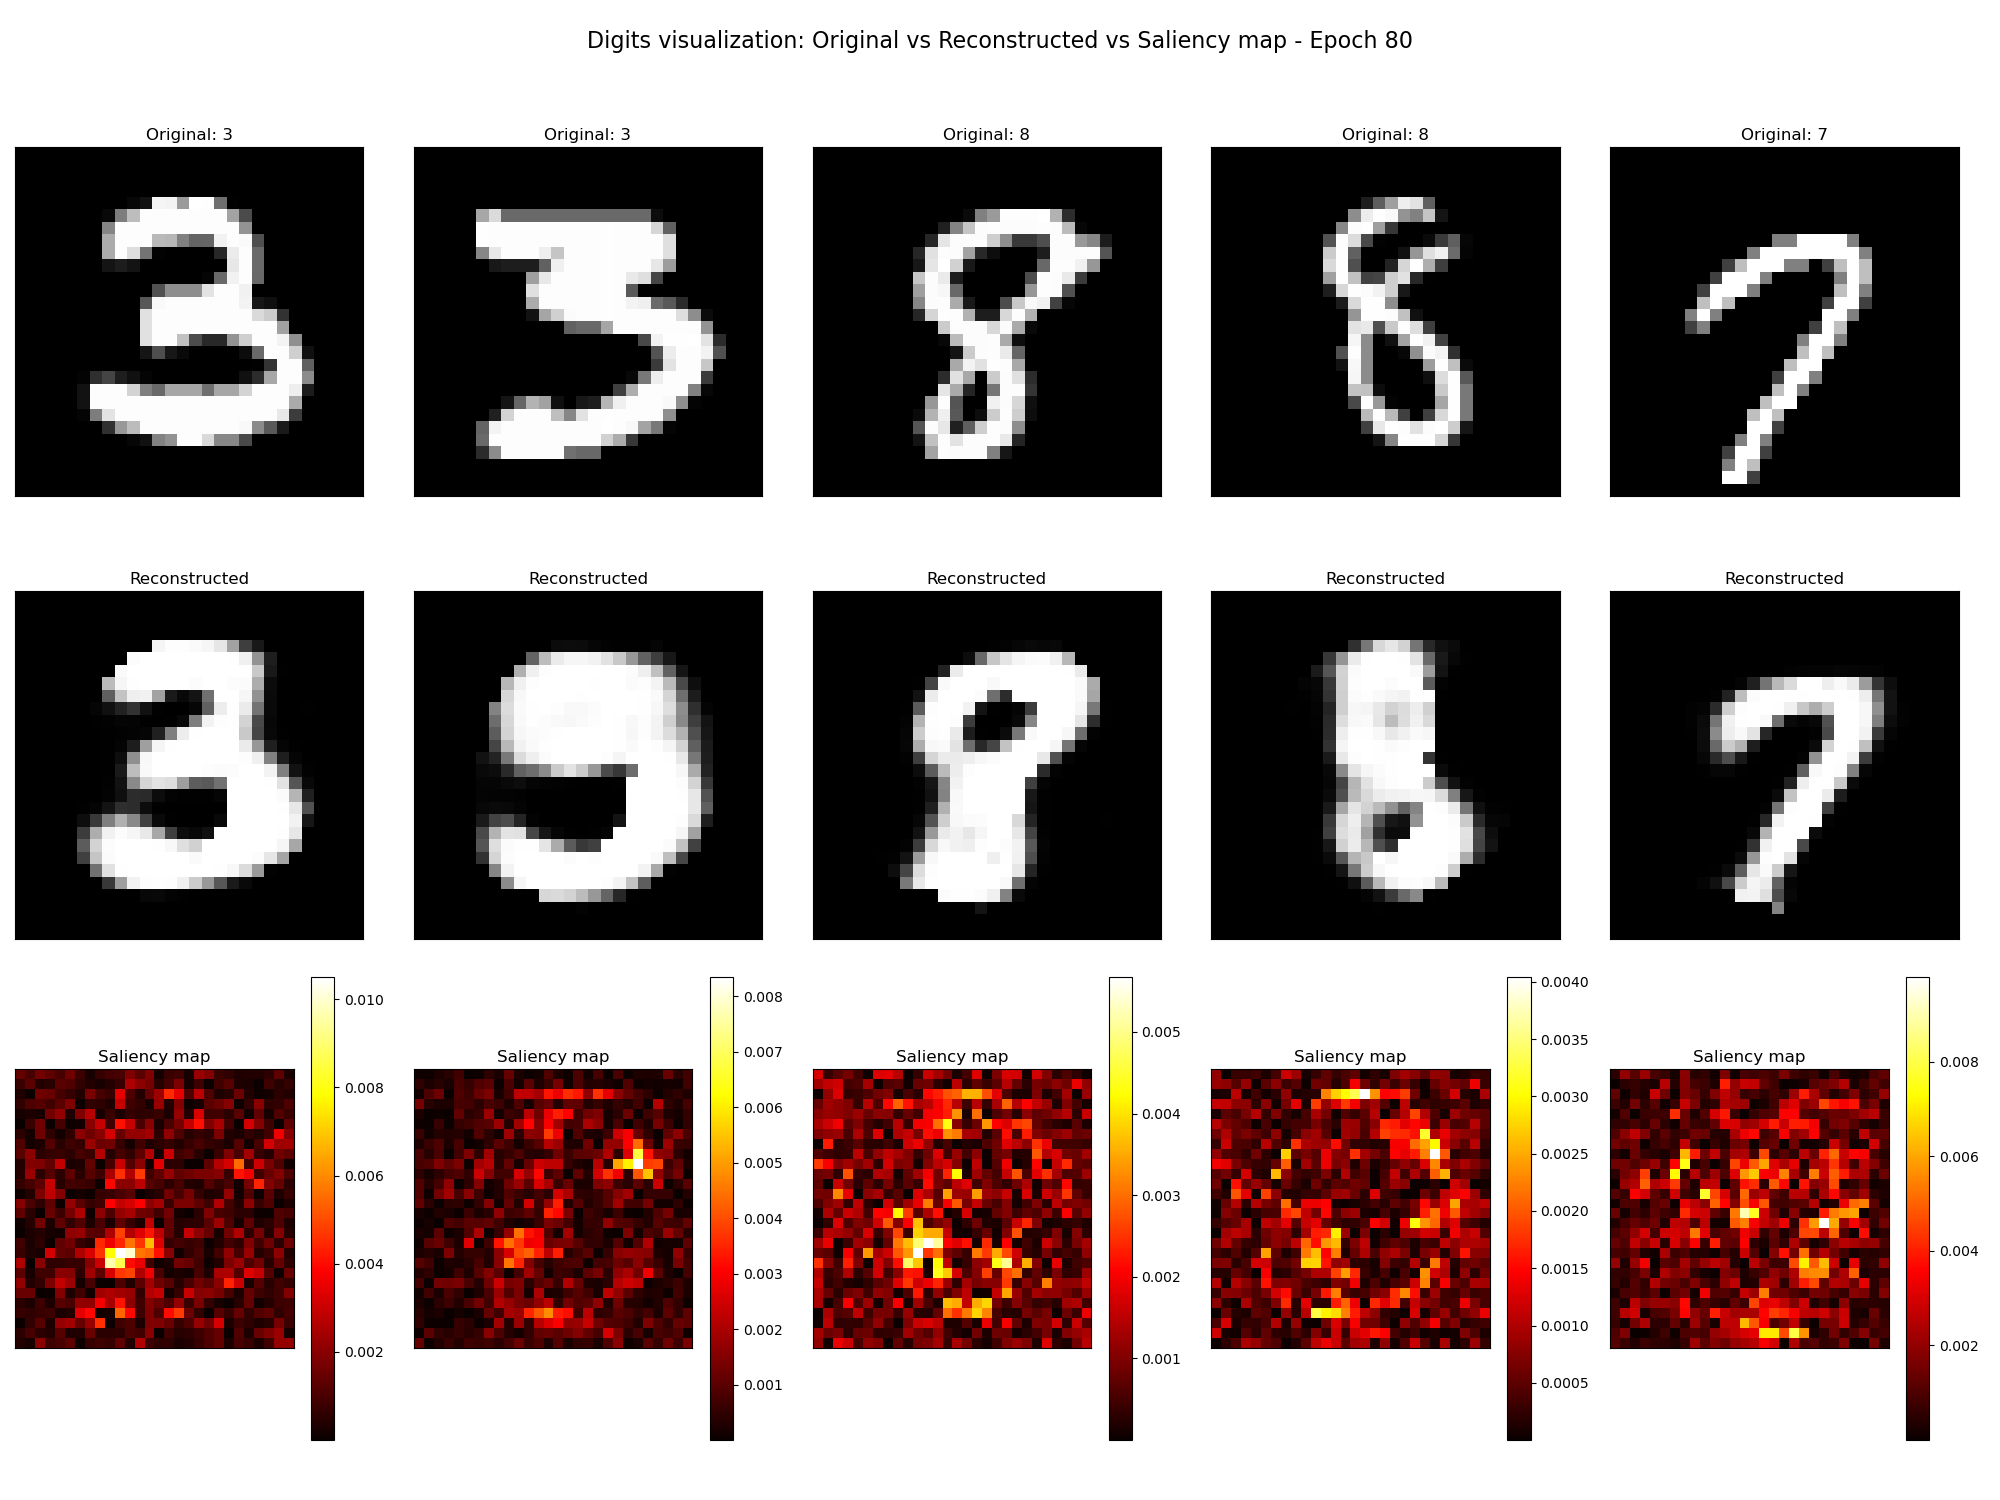 Digits visualization: Original vs Reconstructed vs Saliency map - Epoch 80
Original: 3
Original: 3
Original: 8
Original: 8
Original: 7
3
3
8
8
7
Reconstructed
Reconstructed
Reconstructed
Reconstructed
Reconstructed
Saliency map
0.010
0.008
0.006
0.004
0.002
Saliency map
0.008
0.007
0.006
0.005
0.004
0.003
0.002
0.001
Saliency map
0.005
0.004
0.003
0.002
0.001
Saliency map
0.0040
0.0035
0.0030
0.0025
0.0020
0.0015
0.0010
0.0005
Saliency map
0.008
0.006
0.004
0.002